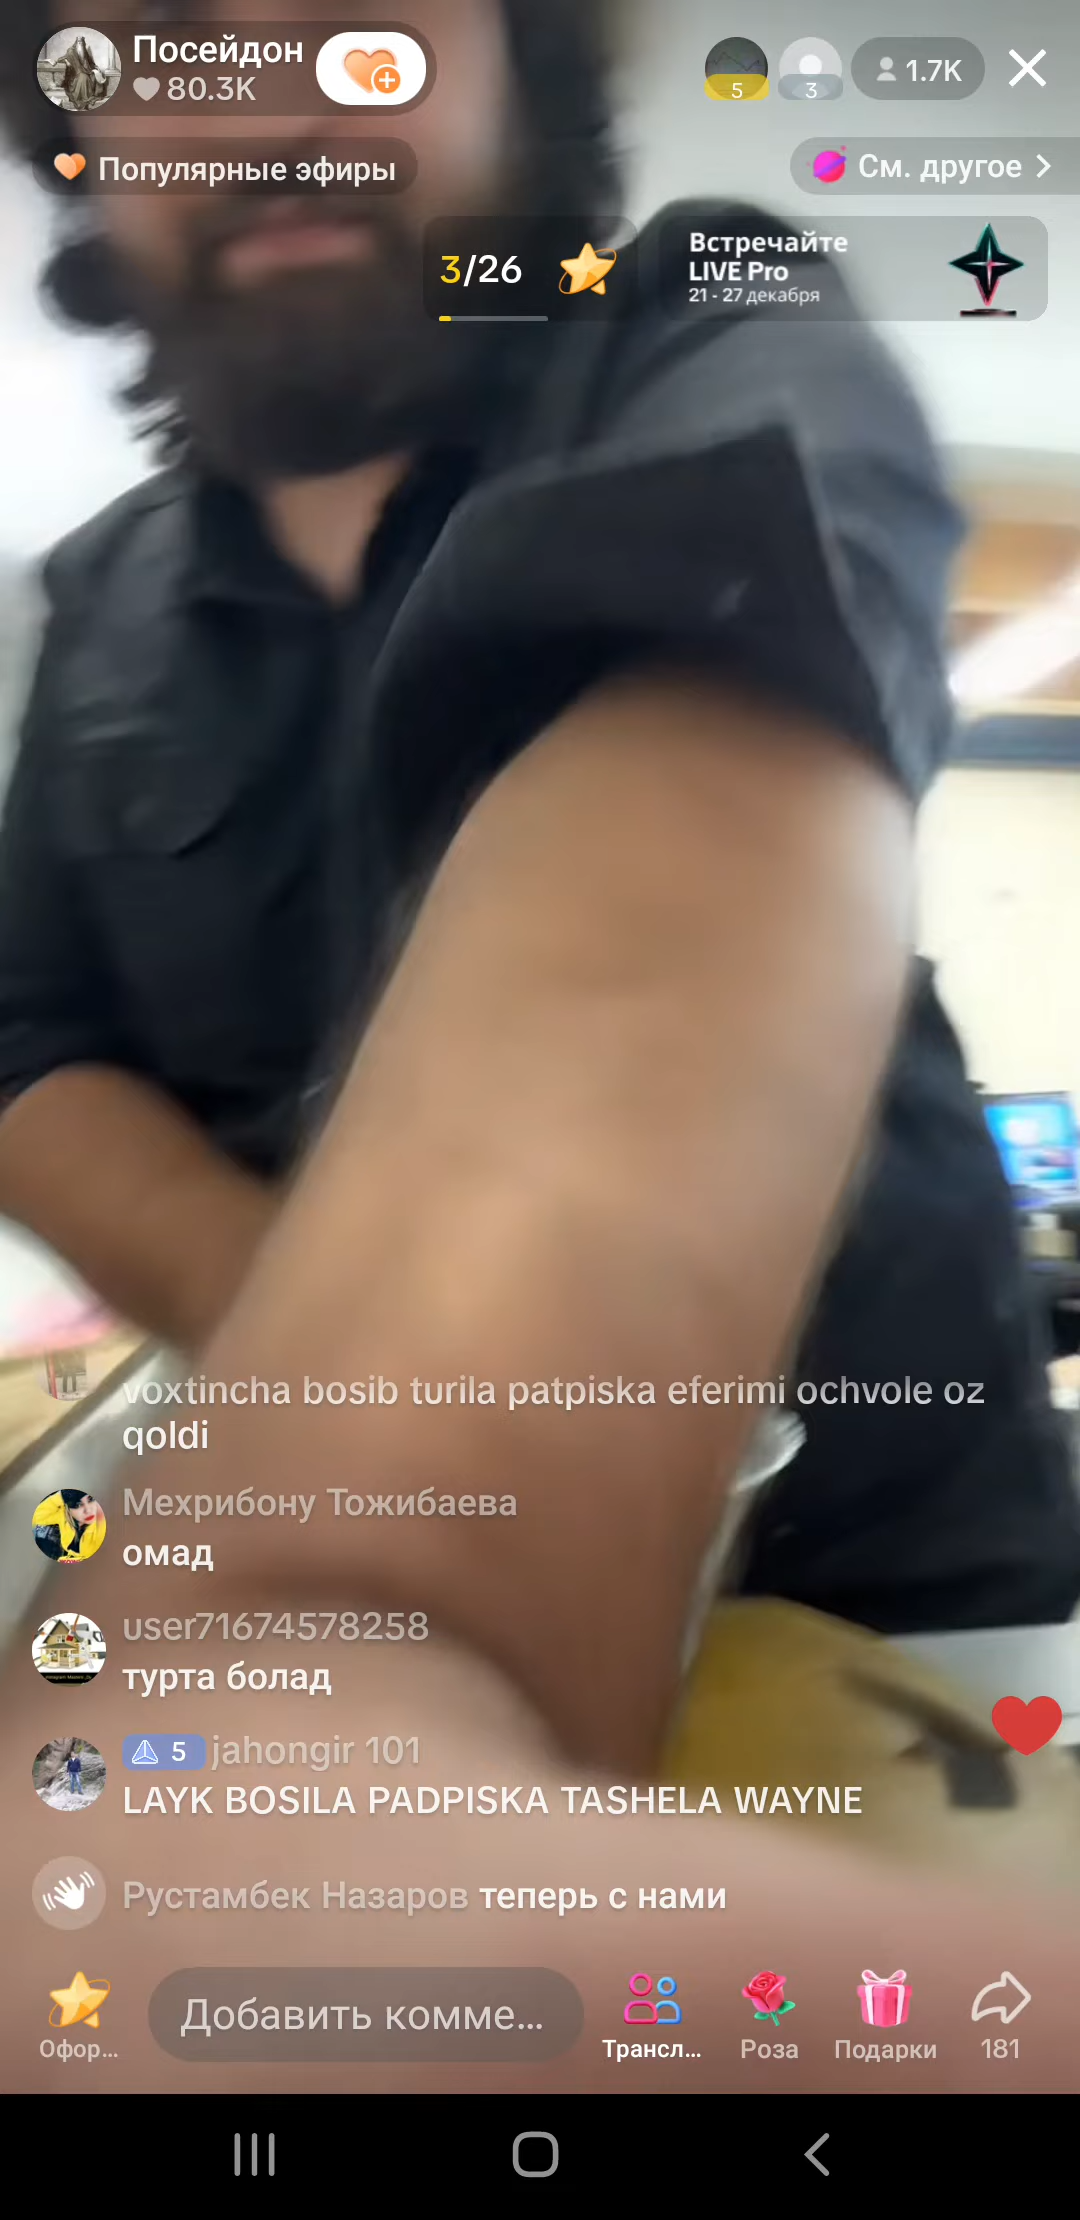 Посейдон
80.3K
5
3
1.7K
Популярные эфиры
См. другое
3/26
Встречайте
LIVE Pro
21 - 27 декабря
voxtincha bosib turila patpiska eferimi ochvole oz
qoldi
Мехрибону Тожибаева
омад
user71674578258
турта болад
5 jahongir 101
LAYK BOSILA PADPISKA TASHELA WAYNE
Рустамбек Назаров теперь с нами
Добавить комме...
Офор...
Трансл...
Роза
Подарки
181